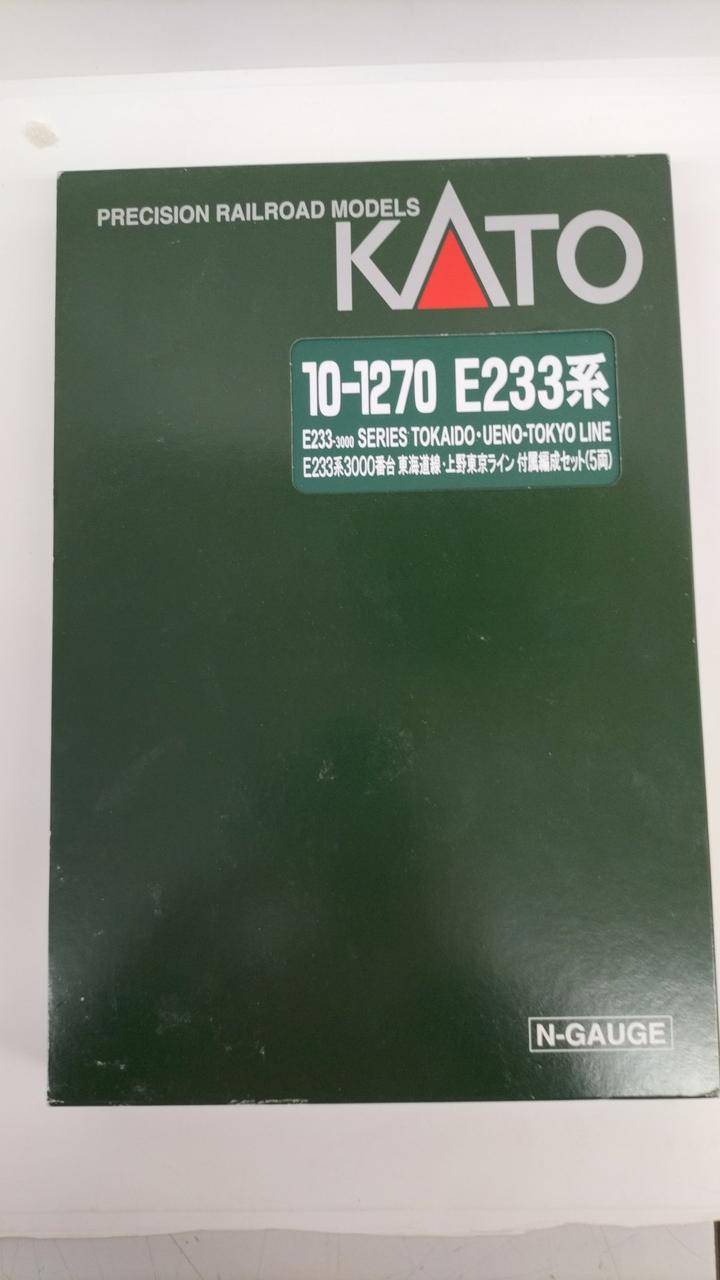 PRECISION RAILROAD MODELS
KATO
10-1270 E233系
E233-3000 SERIES TOKAIDO・UENO-TOKYO LINE
E233系3000番台 東海道線・上野東京ライン 付属編成セット(5両)
N-GAUGE